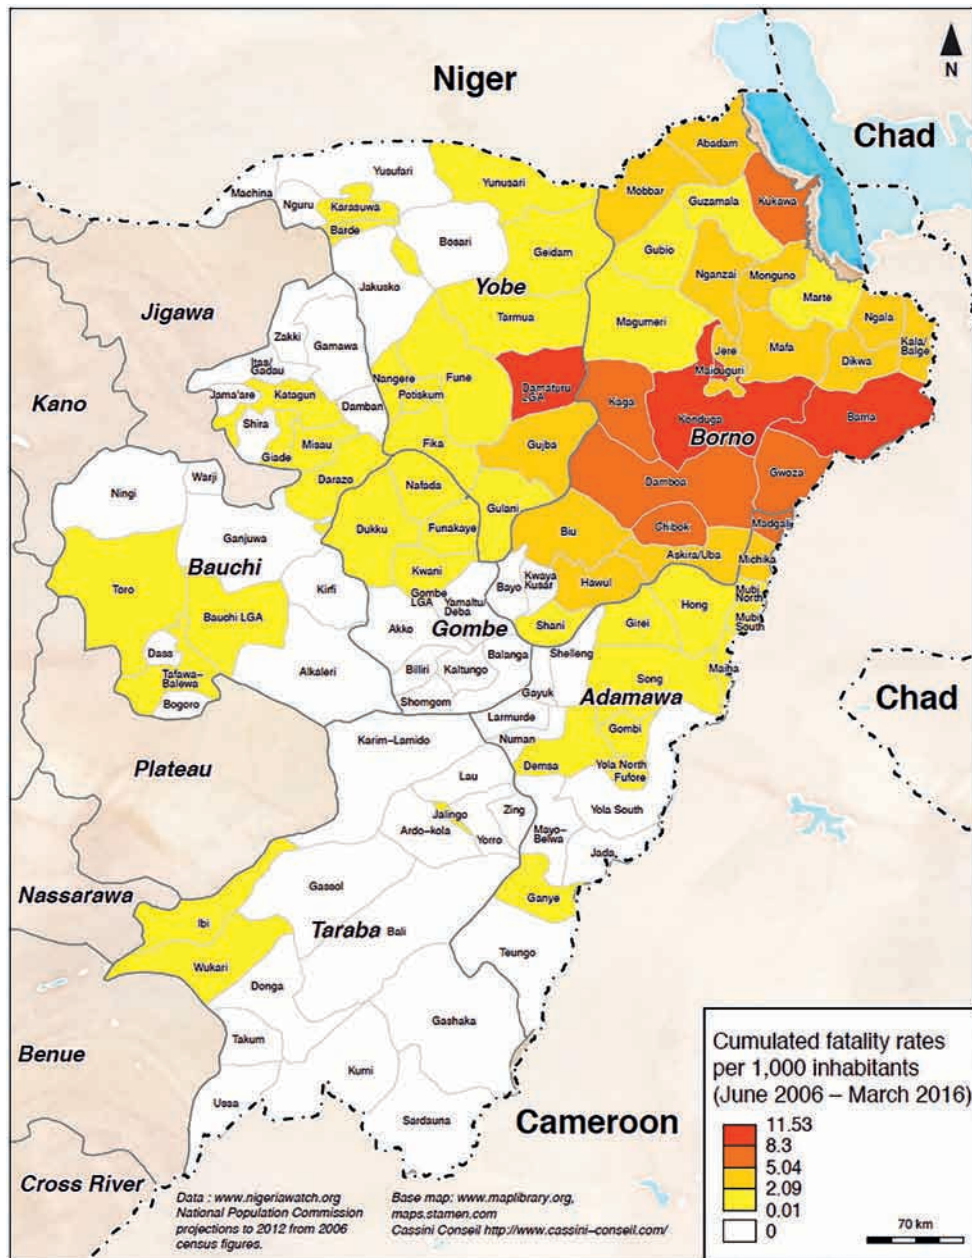 N
Niger
Chad
Abadam
Yusufari
Yunusari
Mobbar
Kukawa
Machina
Nguru
Karasuwa
Guzamala
Barde
Bosari
Geidam
Gubio
Nganzai
Monguno
Yobe
Jakusko
Marte
Jigawa
Tarmua
Magumeri
Ngala
Zakki
Gamawa
Jere
Mafa
Kala/
Balge
Itas/
Gadau
Dikwa
Maiduguri
Nangere
Fune
Damaturu
LGA
Jama'are
Katagun
Potiskum
Kaga
Kano
Damban
Konduga
Bama
Shira
Borno
Misau
Fika
Gujba
Giade
Gwoza
Ningi
Warji
Darazo
Nafada
Damboa
Gulani
Dukku
Funakaye
Chibok
Madgali
Ganjuwa
Biu
Askira/Uba
Michika
Bauchi
Kwani
Kwaya
Kusar
Bayo
Hawul
Toro
Kirfi
Gombe
LGA
Yamaltu/
Deba
Mubi
North
Bauchi LGA
Hong
Akko
Gombe
Shani
Girei
Mubi
South
Dass
Balanga
Shelleng
Tafawa-
Balewa
Alkaleri
Billiri
Kaltungo
Maiha
Song
Bogoro
Shomgom
Gayuk
Adamawa
Chad
Larmurde
Gombi
Karim-Lamido
Numan
Plateau
Demsa
Yola North
Fufore
Lau
Jalingo
Zing
Yola South
Ardo-kola
Yorro
Mayo-
Belwa
Jada
Nassarawa
Gassol
Ganye
Ibi
Taraba
Bali
Teungo
Wukari
Donga
Gashaka
Takum
Benue
Kumi
Ussa
Sardauna
Cameroon
Cross River
Data : www.nigeriawatch.org
National Population Commission
projections to 2012 from 2006
census figures.
Base map: www.maplibrary.org,
maps.stamen.com
Cassini Conseil http://www.cassini-conseil.com/
Cumulated fatality rates
per 1,000 inhabitants
(June 2006 – March 2016)
11.53
8.3
5.04
2.09
0.01
0
70 km